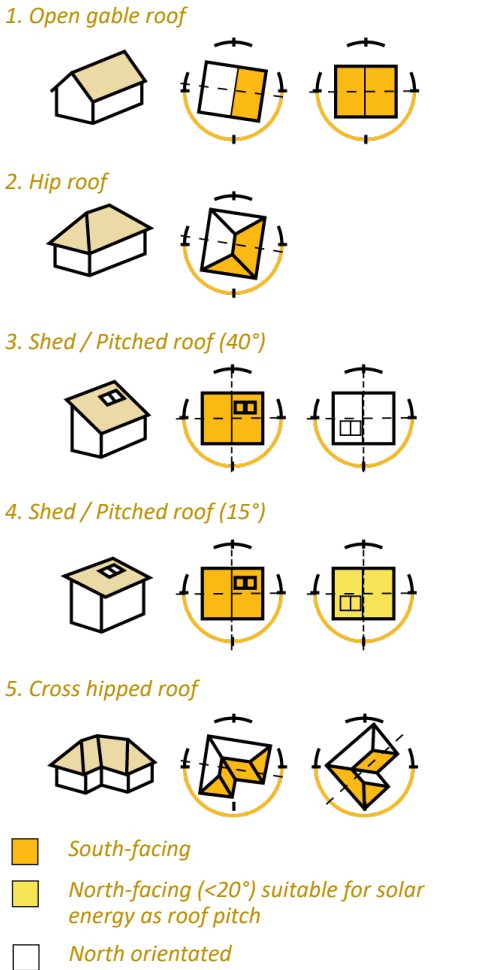 1. Open gable roof
2. Hip roof
3. Shed / Pitched roof (40°)
4. Shed / Pitched roof (15°)
5. Cross hipped roof
South-facing
North-facing (<20°) suitable for solar
energy as roof pitch
North orientated